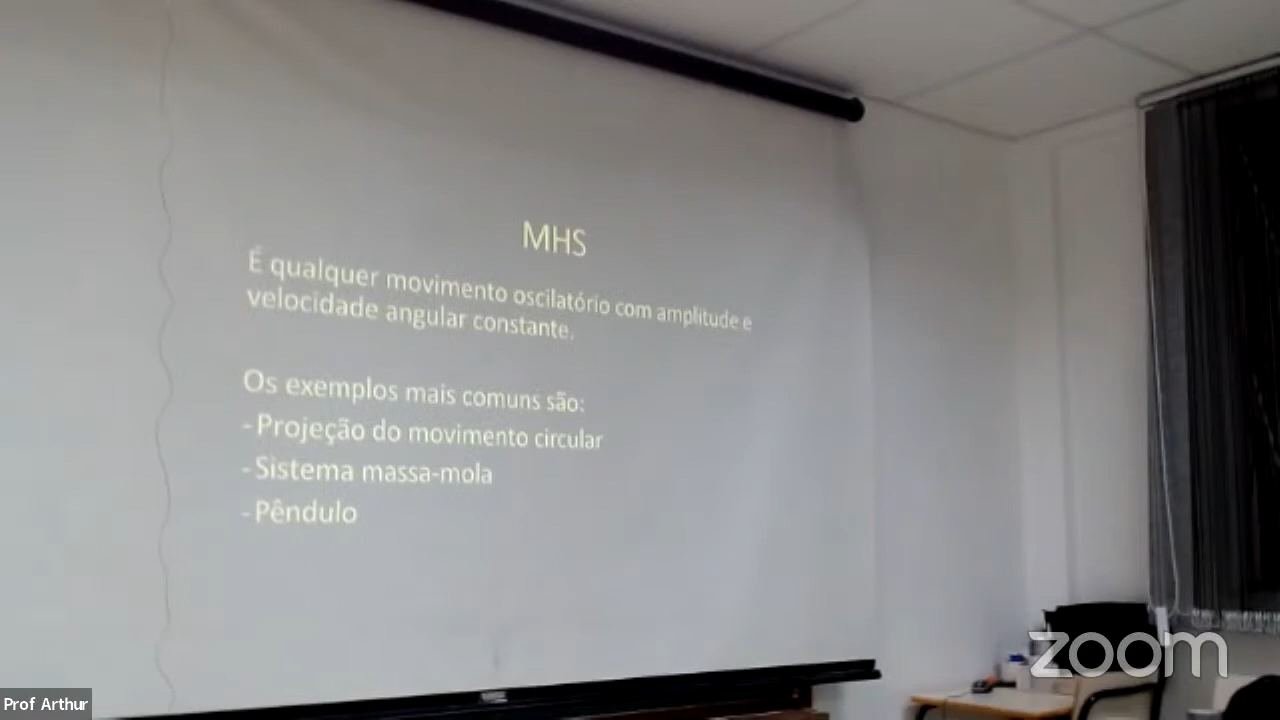 MHS
É qualquer movimento oscilatório com amplitude e
velocidade angular constante.
Os exemplos mais comuns são:
- Projeção do movimento circular
- Sistema massa-mola
- Pêndulo
zoom
Prof Arthur